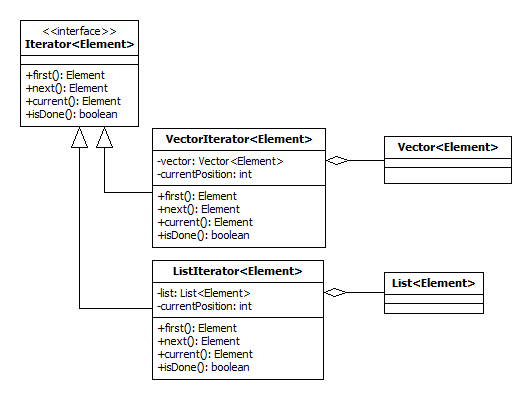 <<interface>>
Iterator<Element>
+first(): Element
+next(): Element
+current(): Element
+isDone(): boolean
VectorIterator<Element>
-vector: Vector<Element>
-currentPosition: int
+first(): Element
+next(): Element
+current(): Element
+isDone(): boolean
Vector<Element>
ListIterator<Element>
-list: List<Element>
-currentPosition: int
+first(): Element
+next(): Element
+current(): Element
+isDone(): boolean
List<Element>